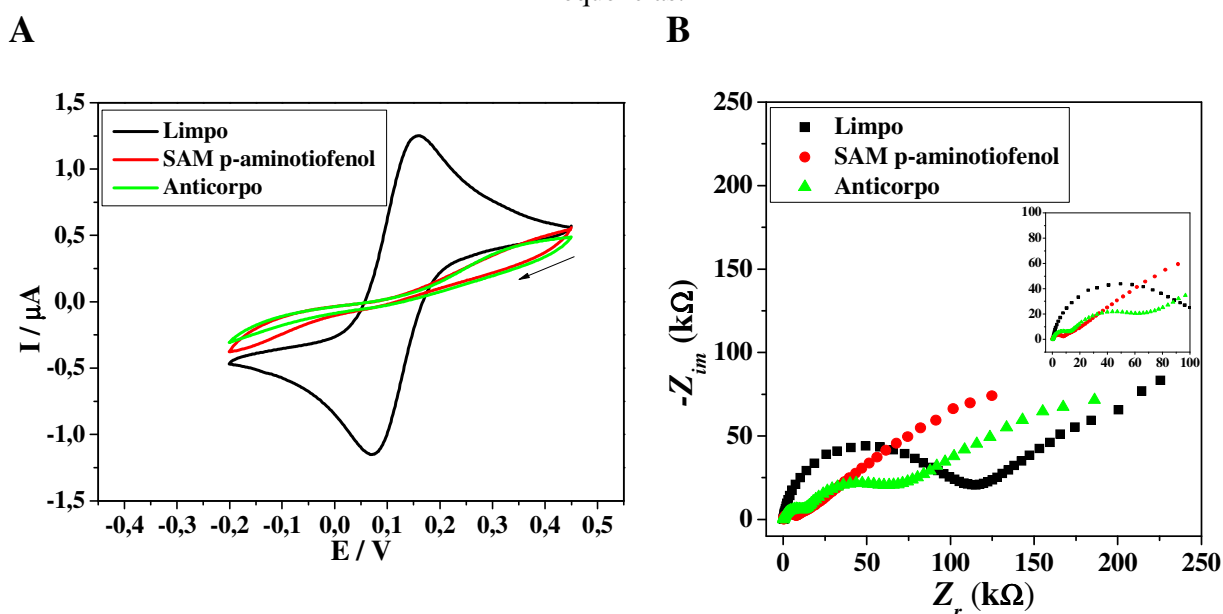 A
B
1,5
1,0
0,5
0,0
-0,5
-1,0
-1,5
I / µA
Limpo
SAM p-aminotiofenol
Anticorpo
-0,4 -0,3 -0,2 -0,1 0,0 0,1 0,2 0,3 0,4 0,5
E / V
250
200
150
100
50
0
-Z_im (kΩ)
Limpo
SAM p-aminotiofenol
Anticorpo
100
80
60
40
20
0
0 20 40 60 80 100
0 50 100 150 200 250
Z_r (kΩ)